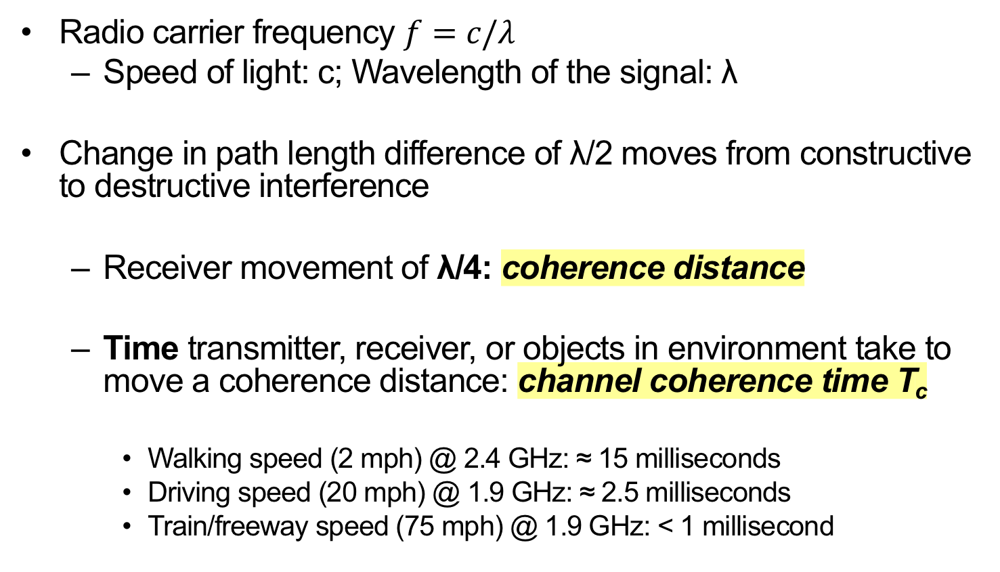 • Radio carrier frequency 𝑓 = 𝑐/𝜆
– Speed of light: c; Wavelength of the signal: λ
• Change in path length difference of λ/2 moves from constructive
to destructive interference
– Receiver movement of λ/4: coherence distance
– Time transmitter, receiver, or objects in environment take to
move a coherence distance: channel coherence time Tc
• Walking speed (2 mph) @ 2.4 GHz: ≈ 15 milliseconds
• Driving speed (20 mph) @ 1.9 GHz: ≈ 2.5 milliseconds
• Train/freeway speed (75 mph) @ 1.9 GHz: < 1 millisecond